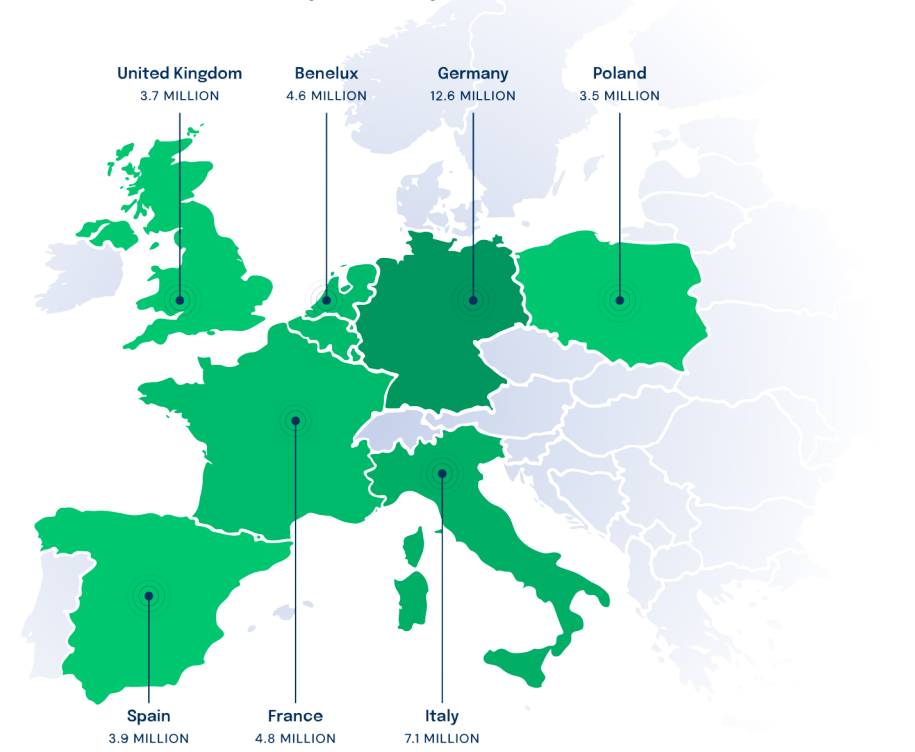 United Kingdom
3.7 MILLION
Benelux
4.6 MILLION
Germany
12.6 MILLION
Poland
3.5 MILLION
Spain
3.9 MILLION
France
4.8 MILLION
Italy
7.1 MILLION